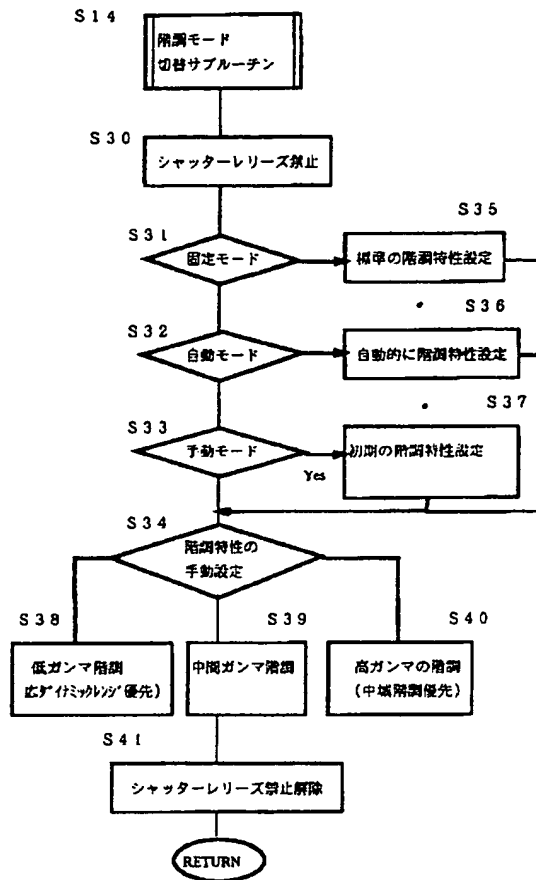 S14
階調モード
切替サブルーチン
S30
シャッターレリーズ禁止
S31
固定モード
S35
標準の階調特性設定
S32
自動モード
S36
自動的に階調特性設定
S33
手動モード
Yes
S37
初期の階調特性設定
S34
階調特性の
手動設定
S38
低ガンマ階調
広ダイナミックレンジ優先)
S39
中間ガンマ階調
S40
高ガンマの階調
(中域階調優先)
S41
シャッターレリーズ禁止解除
RETURN